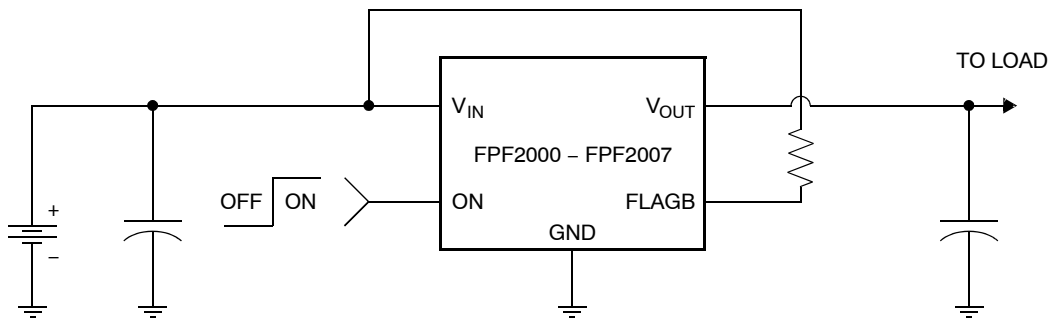 TO LOAD
VIN
VOUT
FPF2000 – FPF2007
OFF
ON
ON
FLAGB
+
GND
–